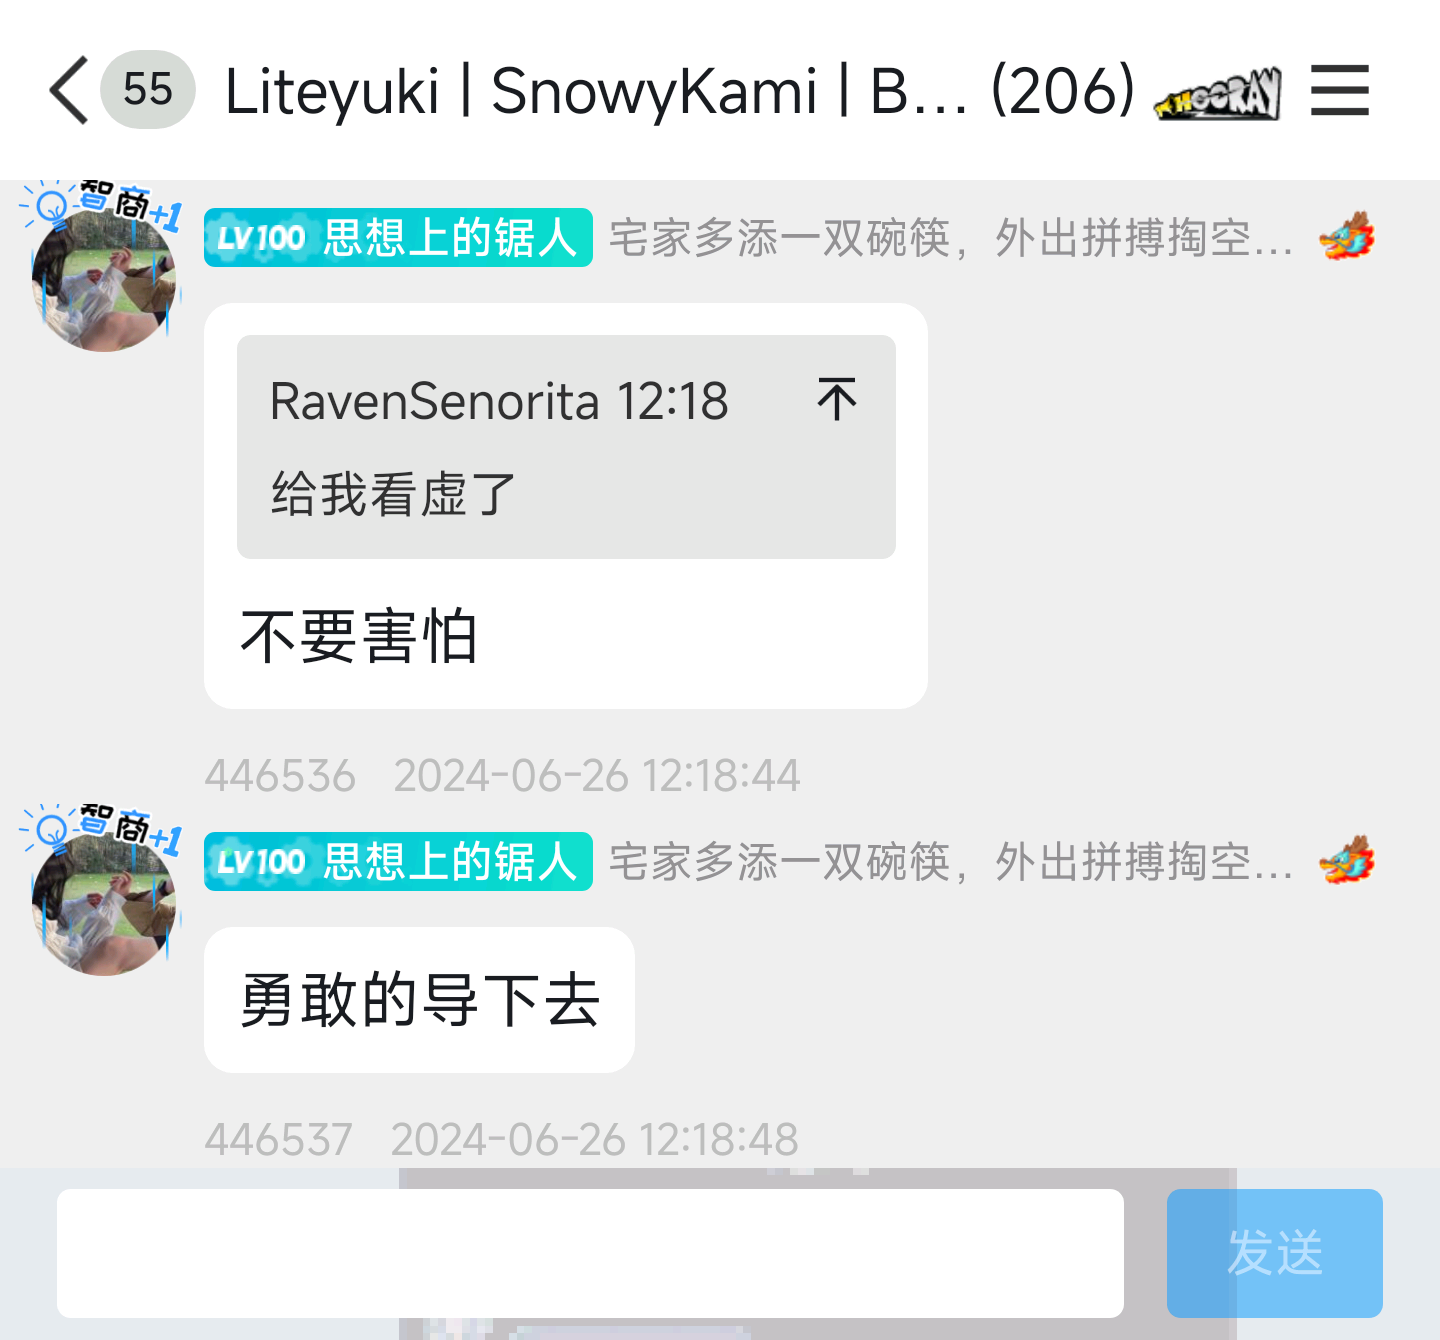 55 Liteyuki | SnowyKami | B... (206) WHOORAY
智商+1
LV100 思想上的锯人 宅家多添一双碗筷，外出拼搏掏空...
RavenSenorita 12:18
给我看虚了
不要害怕
446536 2024-06-26 12:18:44
智商+1
LV100 思想上的锯人 宅家多添一双碗筷，外出拼搏掏空...
勇敢的导下去
446537 2024-06-26 12:18:48
发送